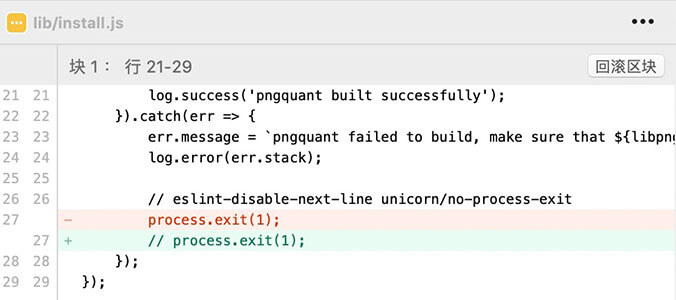 lib/install.js
块 1： 行 21-29
回滚区块
21 21 log.success('pngquant built successfully');
22 22 }).catch(err => {
23 23 err.message = `pngquant failed to build, make sure that ${libpng
24 24 log.error(err.stack);
25 25
26 26 // eslint-disable-next-line unicorn/no-process-exit
27 - process.exit(1);
27 + // process.exit(1);
28 28 });
29 29 });